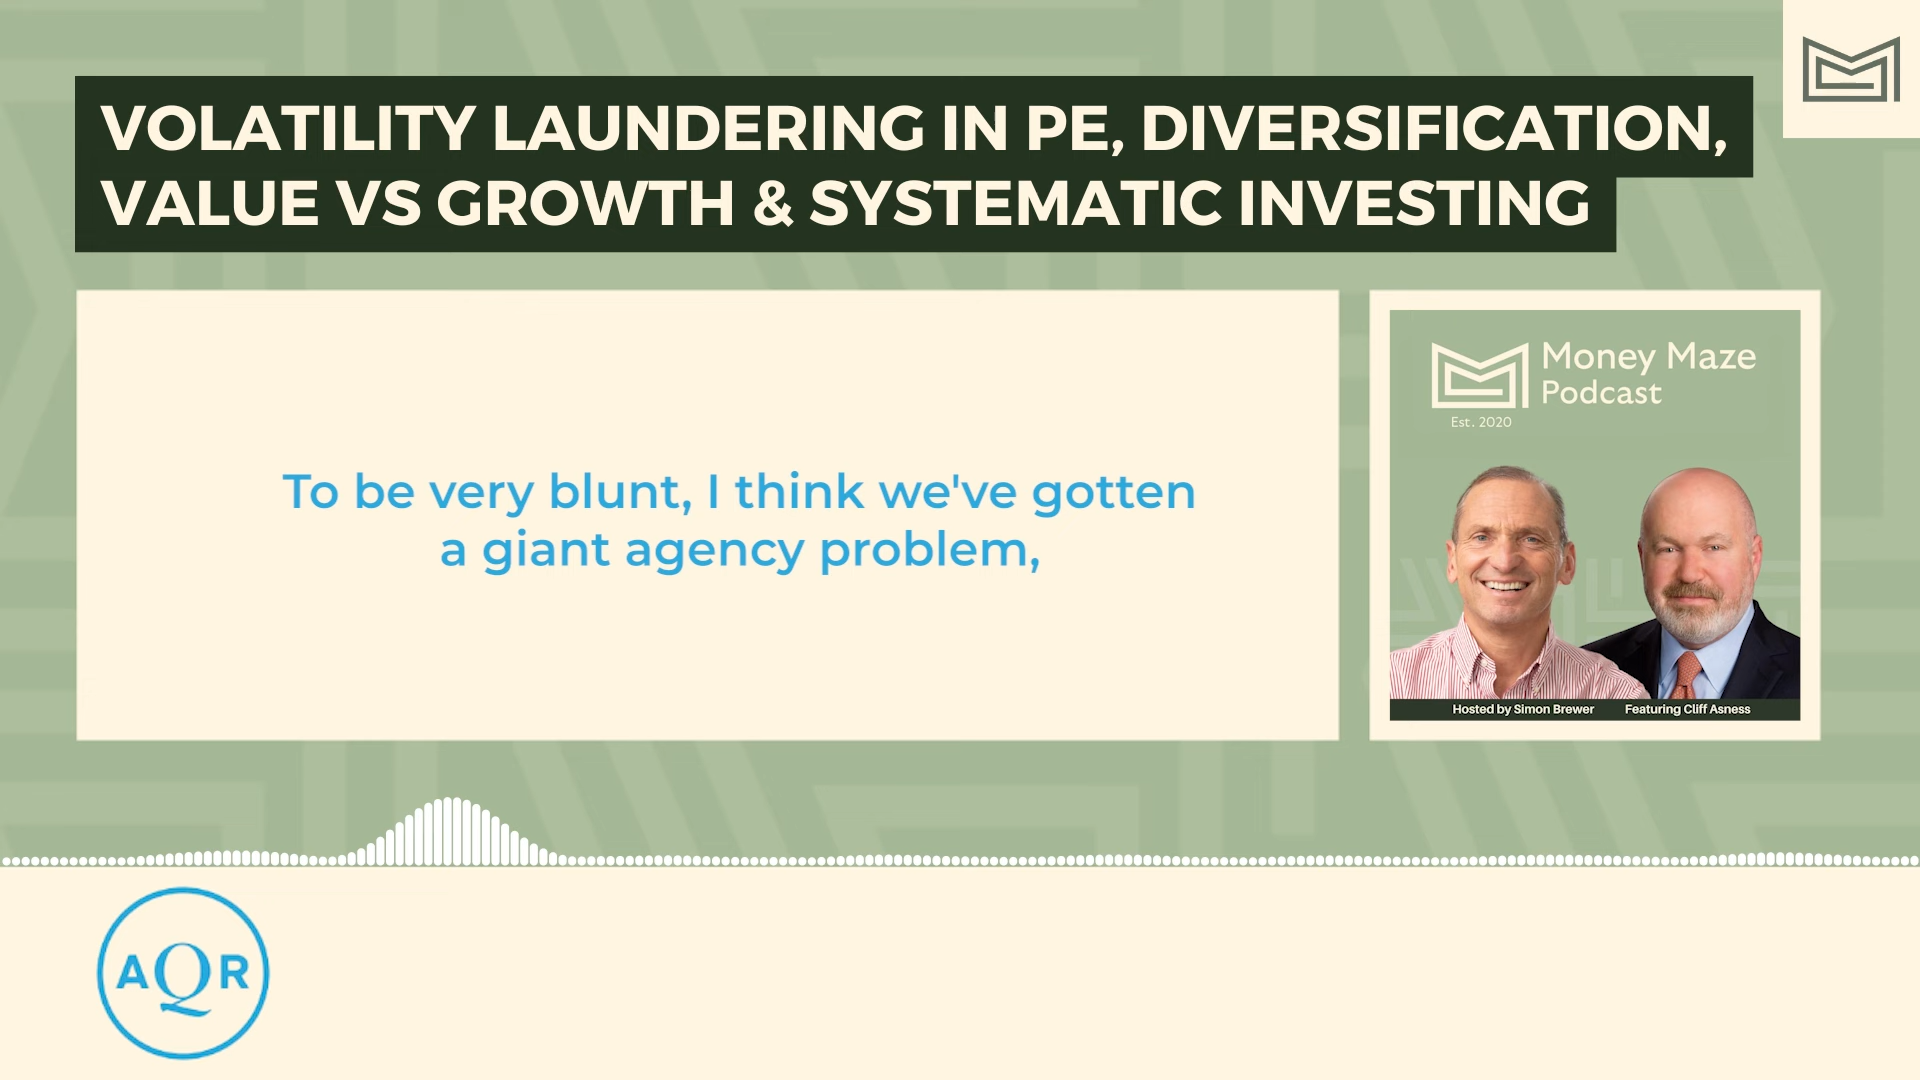 VOLATILITY LAUNDERING IN PE, DIVERSIFICATION,
VALUE VS GROWTH & SYSTEMATIC INVESTING
To be very blunt, I think we've gotten
a giant agency problem,
Money Maze
Podcast
Est. 2020
Hosted by Simon Brewer
Featuring Cliff Asness
AQR